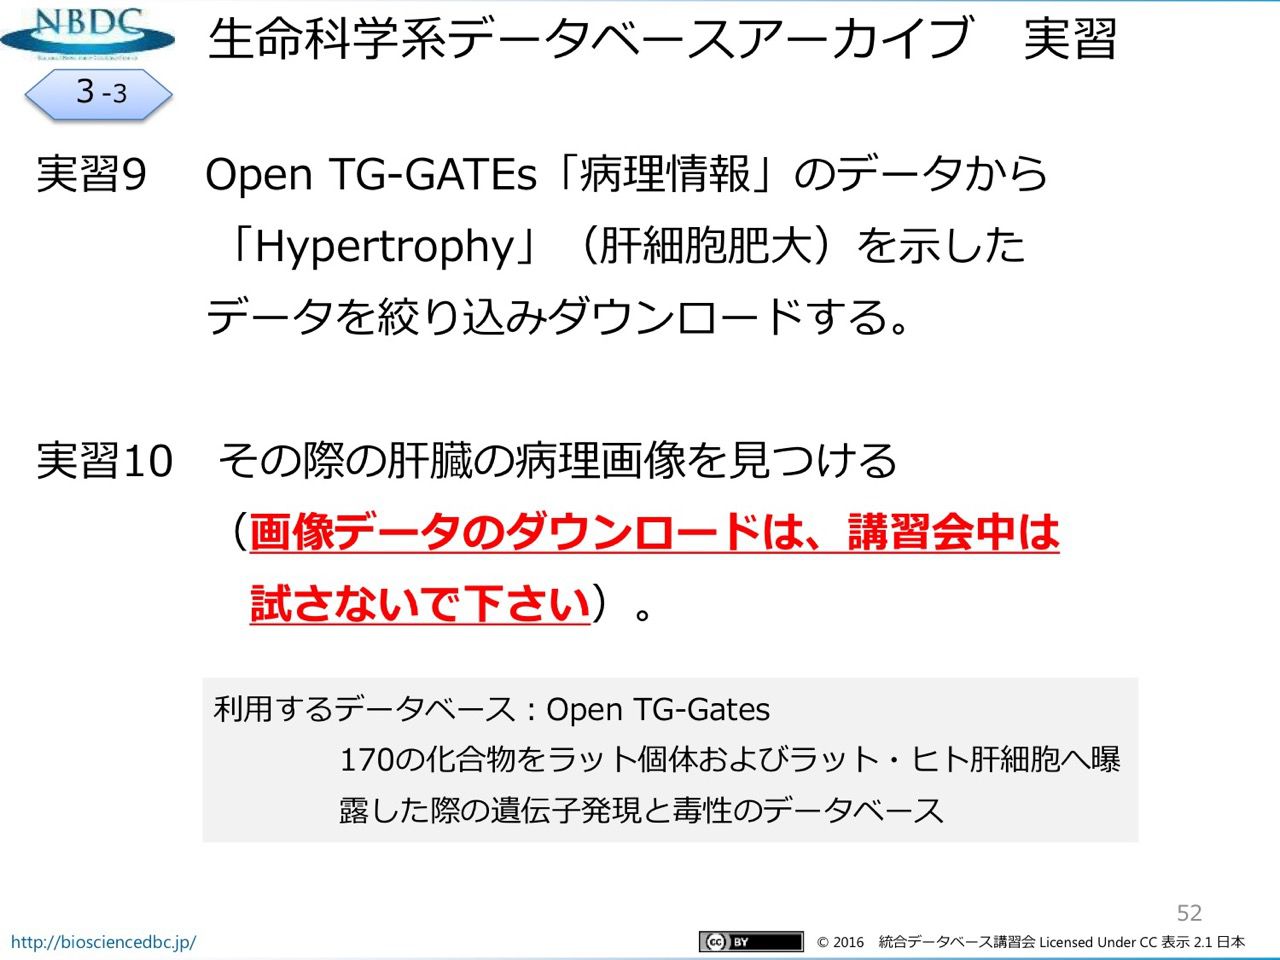 NBDC
生命科学系データベースアーカイブ　実習
３-3
実習9　Open TG-GATEs「病理情報」のデータから
「Hypertrophy」（肝細胞肥大）を示した
データを絞り込みダウンロードする。
実習10　その際の肝臓の病理画像を見つける
（画像データのダウンロードは、講習会中は
試さないで下さい）。
利用するデータベース：Open TG-Gates
170の化合物をラット個体およびラット・ヒト肝細胞へ曝
露した際の遺伝子発現と毒性のデータベース
52
http://biosciencedbc.jp/
cc BY
© 2016　統合データベース講習会 Licensed Under CC 表示 2.1 日本